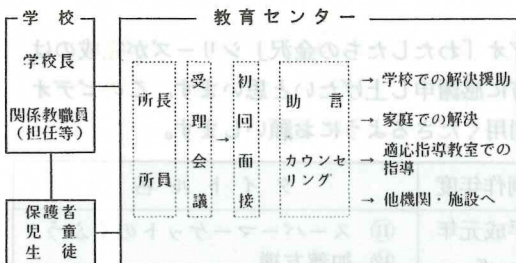 学校
学校長
関係教職員
(担任等)
保護者
児童
生徒
教育センター
所長
所員
受理会議
初回面接
助言
カウンセ
リング
→ 学校での解決援助
→ 家庭での解決
→ 適応指導教室での
指導
→ 他機関・施設へ